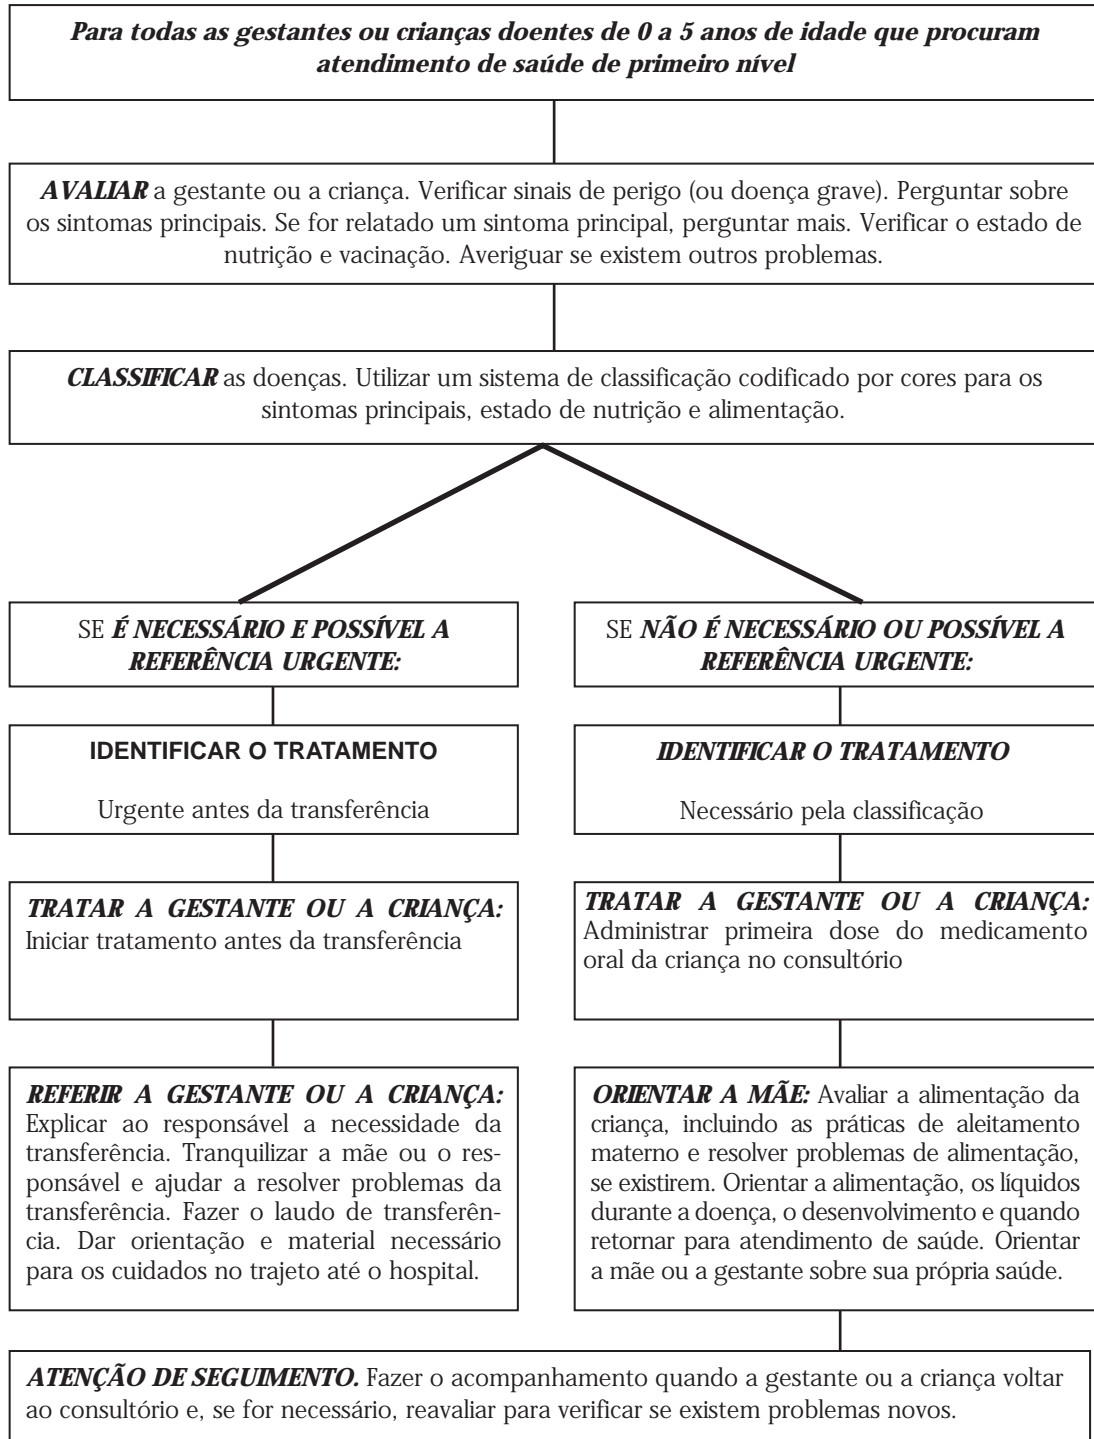 Para todas as gestantes ou crianças doentes de 0 a 5 anos de idade que procuram
atendimento de saúde de primeiro nível
AVALIAR a gestante ou a criança. Verificar sinais de perigo (ou doença grave). Perguntar sobre
os sintomas principais. Se for relatado um sintoma principal, perguntar mais. Verificar o estado de
nutrição e vacinação. Averiguar se existem outros problemas.
CLASSIFICAR as doenças. Utilizar um sistema de classificação codificado por cores para os
sintomas principais, estado de nutrição e alimentação.
SE É NECESSÁRIO E POSSÍVEL A
REFERÊNCIA URGENTE:
IDENTIFICAR O TRATAMENTO
Urgente antes da transferência
TRATAR A GESTANTE OU A CRIANÇA:
Iniciar tratamento antes da transferência
REFERIR A GESTANTE OU A CRIANÇA:
Explicar ao responsável a necessidade da
transferência. Tranquilizar a mãe ou o res-
ponsável e ajudar a resolver problemas da
transferência. Fazer o laudo de transferên-
cia. Dar orientação e material necessário
para os cuidados no trajeto até o hospital.
SE NÃO É NECESSÁRIO OU POSSÍVEL A
REFERÊNCIA URGENTE:
IDENTIFICAR O TRATAMENTO
Necessário pela classificação
TRATAR A GESTANTE OU A CRIANÇA:
Administrar primeira dose do medicamento
oral da criança no consultório
ORIENTAR A MÃE: Avaliar a alimentação da
criança, incluindo as práticas de aleitamento
materno e resolver problemas de alimentação,
se existirem. Orientar a alimentação, os líquidos
durante a doença, o desenvolvimento e quando
retornar para atendimento de saúde. Orientar
a mãe ou a gestante sobre sua própria saúde.
ATENÇÃO DE SEGUIMENTO. Fazer o acompanhamento quando a gestante ou a criança voltar
ao consultório e, se for necessário, reavaliar para verificar se existem problemas novos.